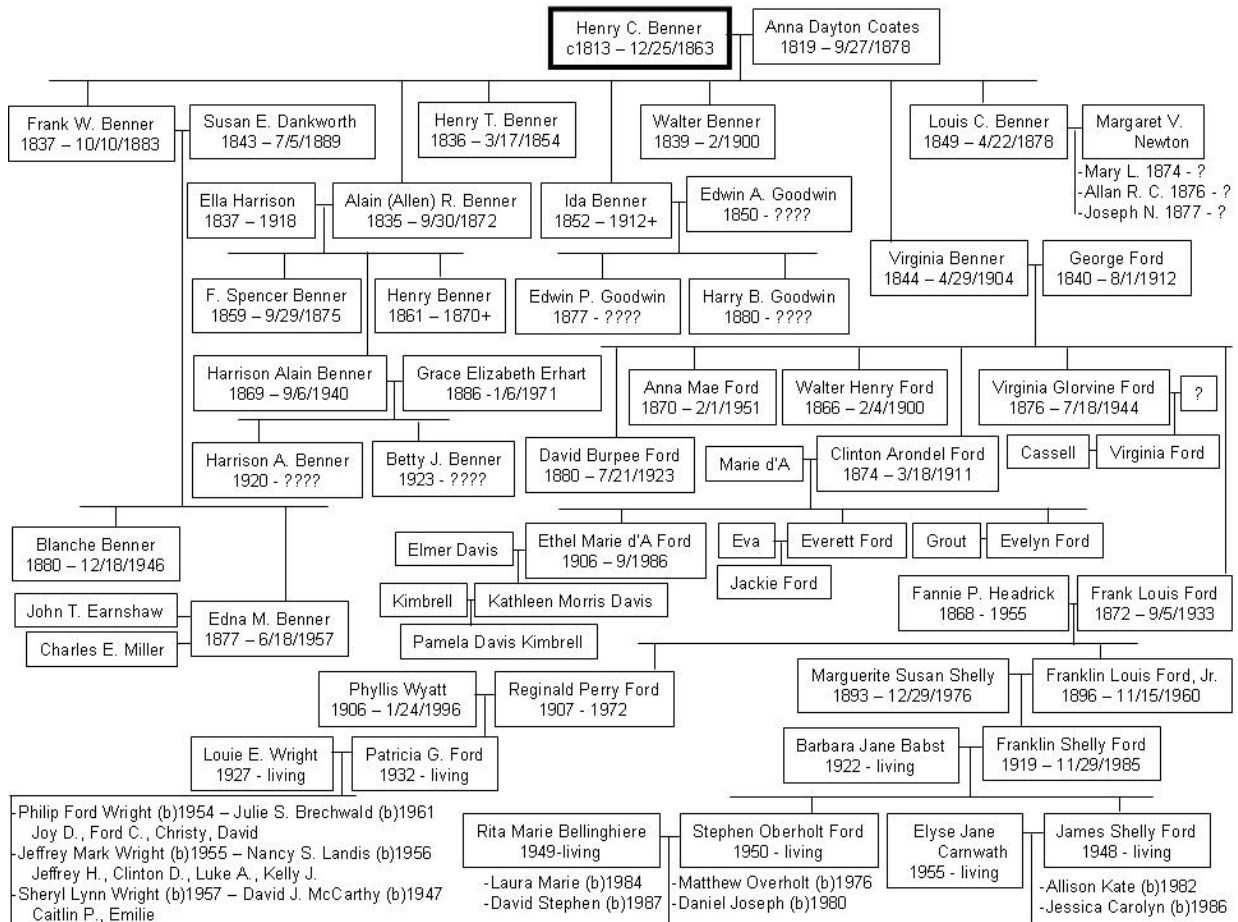 Henry C. Benner
c1813 – 12/25/1863
Anna Dayton Coates
1819 – 9/27/1878
Frank W. Benner
1837 – 10/10/1883
Susan E. Dankworth
1843 – 7/5/1889
Henry T. Benner
1836 – 3/17/1854
Walter Benner
1839 – 2/1900
Louis C. Benner
1849 – 4/22/1878
Margaret V.
Newton
-Mary L. 1874 - ?
-Allan R. C. 1876 - ?
-Joseph N. 1877 - ?
Ella Harrison
1837 – 1918
Alain (Allen) R. Benner
1835 – 9/30/1872
Ida Benner
1852 – 1912+
Edwin A. Goodwin
1850 - ????
Virginia Benner
1844 – 4/29/1904
George Ford
1840 – 8/1/1912
F. Spencer Benner
1859 – 9/29/1875
Henry Benner
1861 – 1870+
Edwin P. Goodwin
1877 - ????
Harry B. Goodwin
1880 - ????
Harrison Alain Benner
1869 – 9/6/1940
Grace Elizabeth Erhart
1886 -1/6/1971
Anna Mae Ford
1870 – 2/1/1951
Walter Henry Ford
1866 – 2/4/1900
Virginia Glorvine Ford
1876 – 7/18/1944
?
Harrison A. Benner
1920 - ????
Betty J. Benner
1923 - ????
David Burpee Ford
1880 – 7/21/1923
Marie d'A
Clinton Arondel Ford
1874 – 3/18/1911
Cassell
Virginia Ford
Blanche Benner
1880 – 12/18/1946
Elmer Davis
Ethel Marie d'A Ford
1906 – 9/1986
Eva
Everett Ford
Grout
Evelyn Ford
Jackie Ford
John T. Earnshaw
Edna M. Benner
1877 – 6/18/1957
Charles E. Miller
Kimbrell
Kathleen Morris Davis
Pamela Davis Kimbrell
Fannie P. Headrick
1868 - 1955
Frank Louis Ford
1872 – 9/5/1933
Phyllis Wyatt
1906 – 1/24/1996
Reginald Perry Ford
1907 - 1972
Marguerite Susan Shelly
1893 – 12/29/1976
Franklin Louis Ford, Jr.
1896 – 11/15/1960
Louie E. Wright
1927 - living
Patricia G. Ford
1932 - living
Barbara Jane Babst
1922 - living
Franklin Shelly Ford
1919 – 11/29/1985
-Philip Ford Wright (b)1954 – Julie S. Brechwald (b)1961
Joy D., Ford C., Christy, David
-Jeffrey Mark Wright (b)1955 – Nancy S. Landis (b)1956
Jeffrey H., Clinton D., Luke A., Kelly J.
-Sheryl Lynn Wright (b)1957 – David J. McCarthy (b)1947
Caitlin P., Emilie
Rita Marie Bellinghiere
1949-living
Stephen Oberholt Ford
1950 - living
Elyse Jane
Carnwath
1955 - living
James Shelly Ford
1948 - living
-Laura Marie (b)1984
-David Stephen (b)1987
-Matthew Overholt (b)1976
-Daniel Joseph (b)1980
-Allison Kate (b)1982
-Jessica Carolyn (b)1986